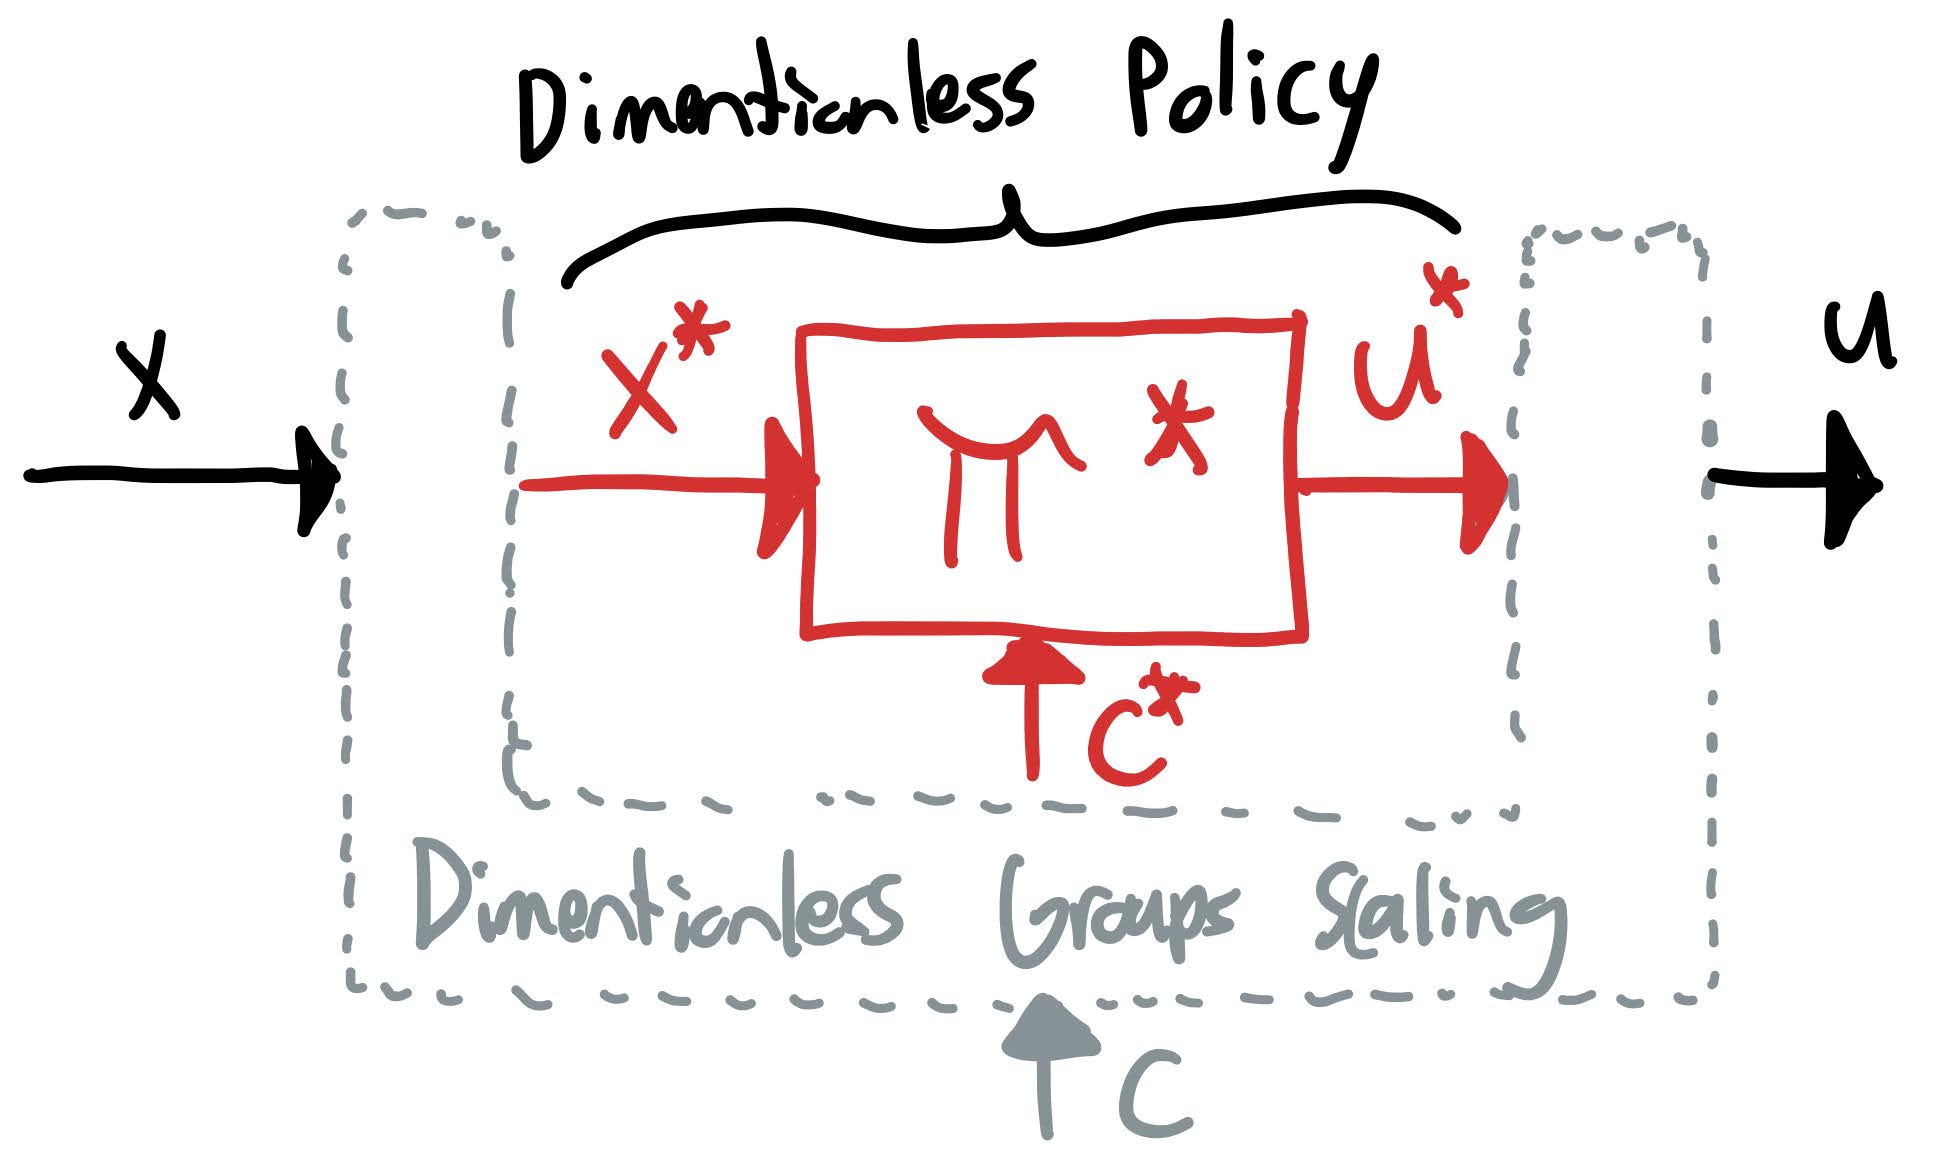 Dimentionless Policy
x
x*
π*
u*
u
c*
Dimentionless Groups Scaling
c